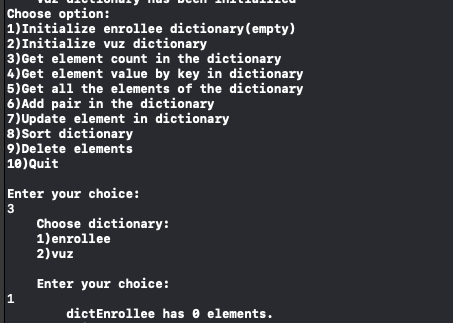 vuz dictionary has been initialized
Choose option:
1)Initialize enrollee dictionary(empty)
2)Initialize vuz dictionary
3)Get element count in the dictionary
4)Get element value by key in dictionary
5)Get all the elements of the dictionary
6)Add pair in the dictionary
7)Update element in dictionary
8)Sort dictionary
9)Delete elements
10)Quit
Enter your choice:
3
Choose dictionary:
1)enrollee
2)vuz
Enter your choice:
1
dictEnrollee has 0 elements.